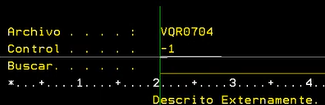 Archivo . . . . . :   VQR0704
Control . . . . .     -1
Buscar. . . . . .
*...+....1....+....2....+....3....+....4.
Descrito Externamente.